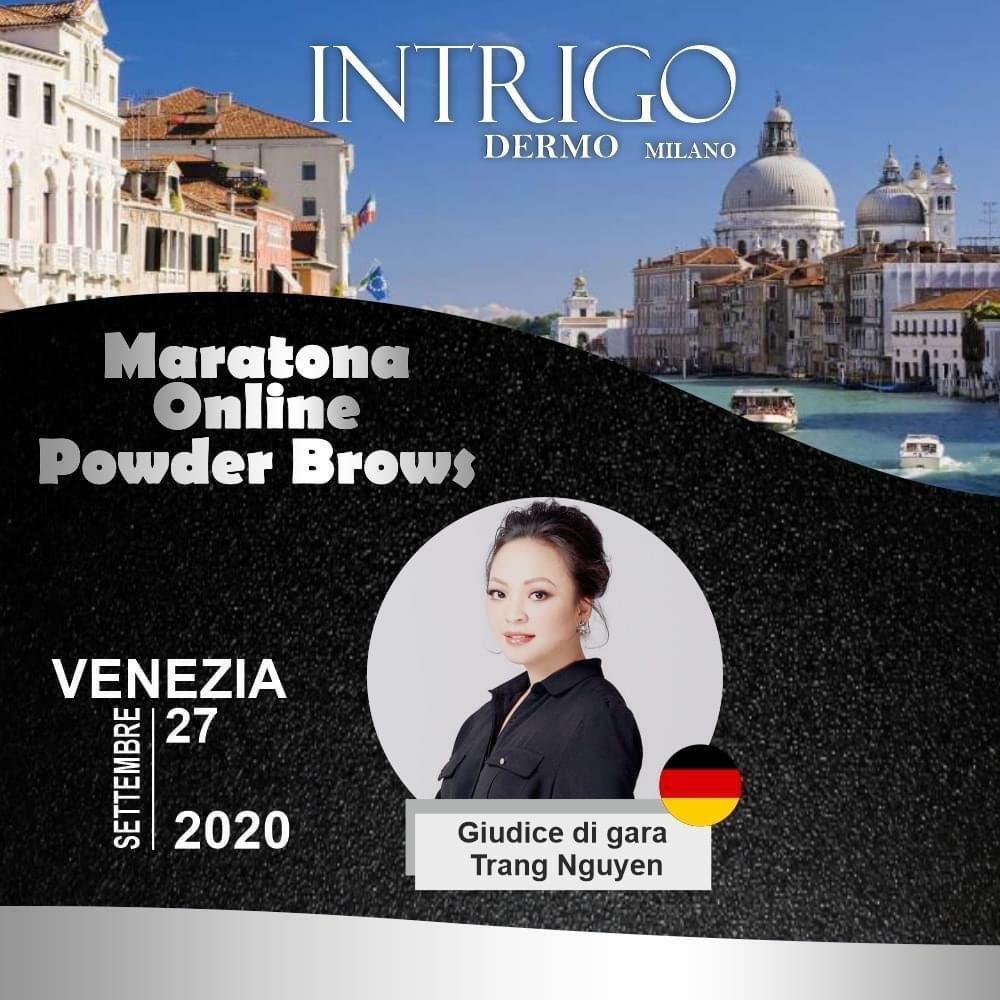 INTRIGO
DERMO MILANO
Maratona
Online
Powder Brows
VENEZIA
SETTEMBRE
27
2020
Giudice di gara
Trang Nguyen